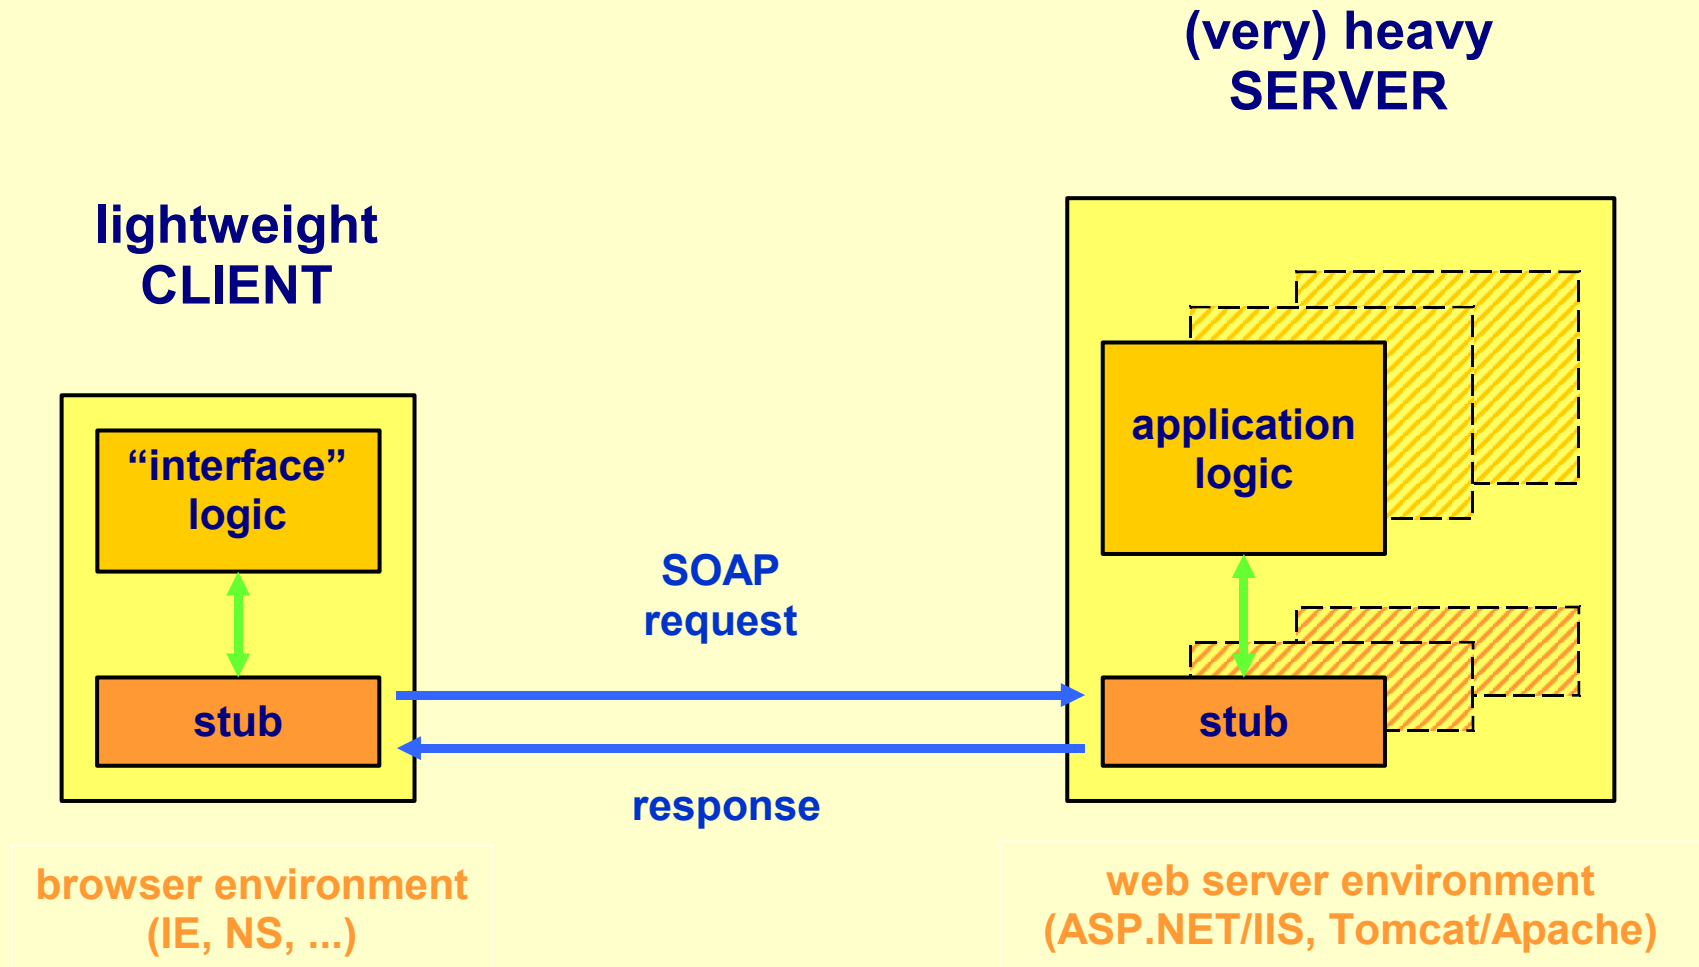 (very) heavy
SERVER
lightweight
CLIENT
“interface”
logic
stub
SOAP
request
response
application
logic
stub
browser environment
(IE, NS, ...)
web server environment
(ASP.NET/IIS, Tomcat/Apache)